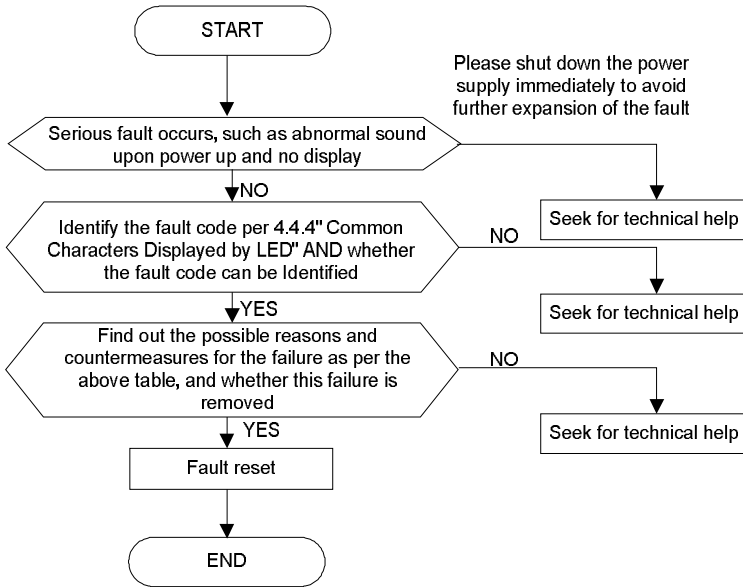 START
Please shut down the power
supply immediately to avoid
further expansion of the fault
Serious fault occurs, such as abnormal sound
upon power up and no display
NO
Seek for technical help
Identify the fault code per 4.4.4" Common
Characters Displayed by LED" AND whether
the fault code can be Identified
NO
Seek for technical help
YES
Find out the possible reasons and
countermeasures for the failure as per the
above table, and whether this failure is
removed
NO
Seek for technical help
YES
Fault reset
END